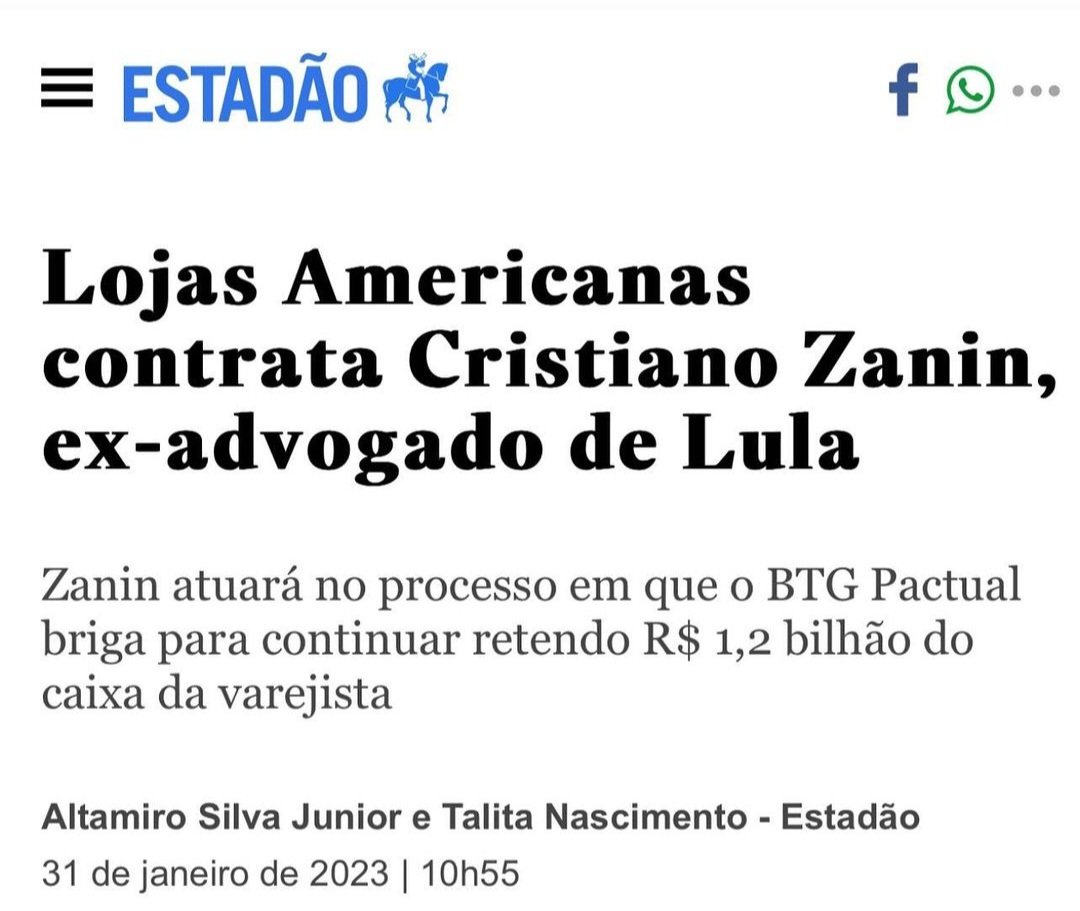 ESTADÃO
Lojas Americanas
contrata Cristiano Zanin,
ex-advogado de Lula
Zanin atuará no processo em que o BTG Pactual
briga para continuar retendo R$ 1,2 bilhão do
caixa da varejista
Altamiro Silva Junior e Talita Nascimento - Estadão
31 de janeiro de 2023 | 10h55